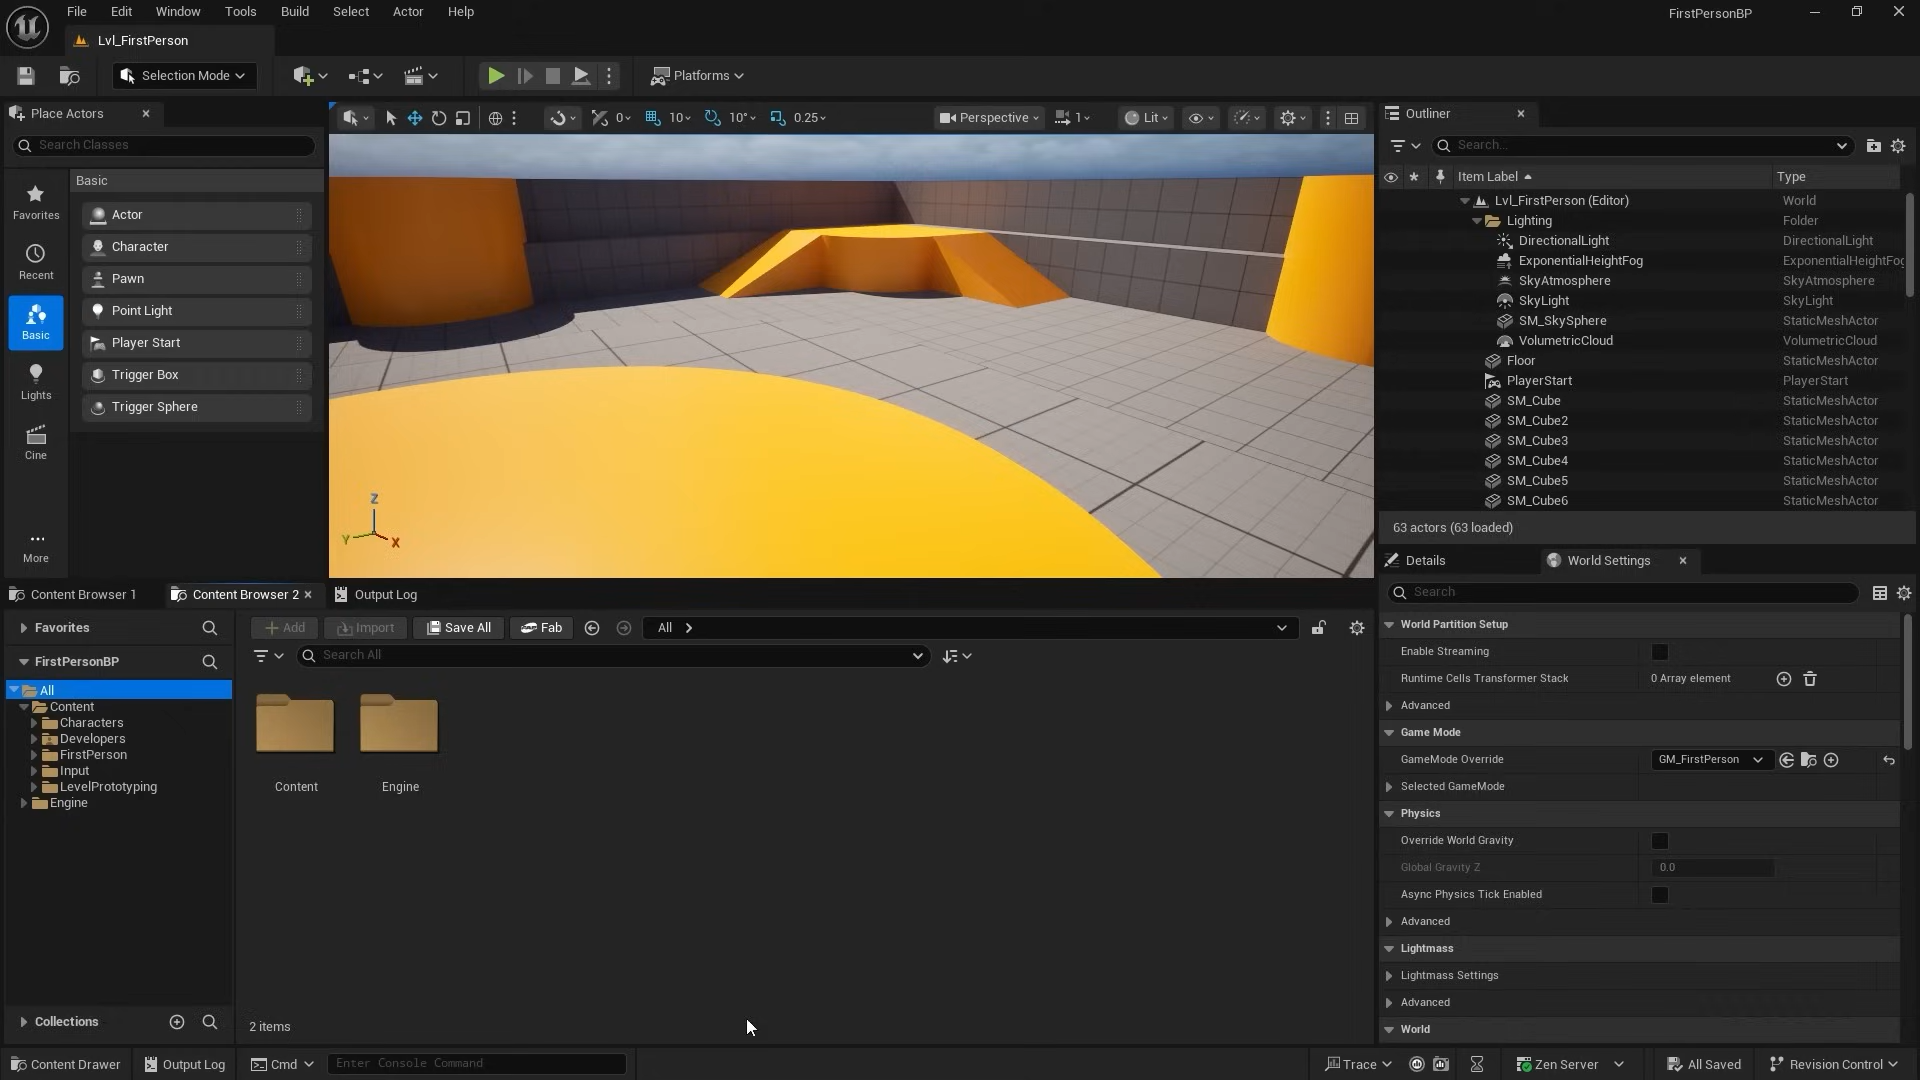 File Edit Window Tools Build Select Actor Help
FirstPersonBP
Lvl_FirstPerson
Selection Mode
Platforms
Place Actors
Search Classes
Favorites
Recent
Basic
Lights
Cine
More
Basic
Actor
Character
Pawn
Point Light
Player Start
Trigger Box
Trigger Sphere
0 10 10° 0.25
Perspective 1 Lit
Z
Y
X
Outliner
Search...
Item Label Type
Lvl_FirstPerson (Editor) World
Lighting Folder
DirectionalLight DirectionalLight
ExponentialHeightFog ExponentialHeightFog
SkyAtmosphere SkyAtmosphere
SkyLight SkyLight
SM_SkySphere StaticMeshActor
VolumetricCloud VolumetricCloud
Floor StaticMeshActor
PlayerStart PlayerStart
SM_Cube StaticMeshActor
SM_Cube2 StaticMeshActor
SM_Cube3 StaticMeshActor
SM_Cube4 StaticMeshActor
SM_Cube5 StaticMeshActor
SM_Cube6 StaticMeshActor
63 actors (63 loaded)
Content Browser 1 Content Browser 2 Output Log
Favorites
FirstPersonBP
All
Content
Characters
Developers
FirstPerson
Input
LevelPrototyping
Engine
Collections
Add Import Save All Fab All
Search All
Content Engine
2 items
Details World Settings
Search
World Partition Setup
Enable Streaming
Runtime Cells Transformer Stack 0 Array element
Advanced
Game Mode
GameMode Override GM_FirstPerson
Selected GameMode
Physics
Override World Gravity
Global Gravity Z 0.0
Async Physics Tick Enabled
Advanced
Lightmass
Lightmass Settings
Advanced
World
Content Drawer Output Log Cmd Enter Console Command
Trace Zen Server All Saved Revision Control